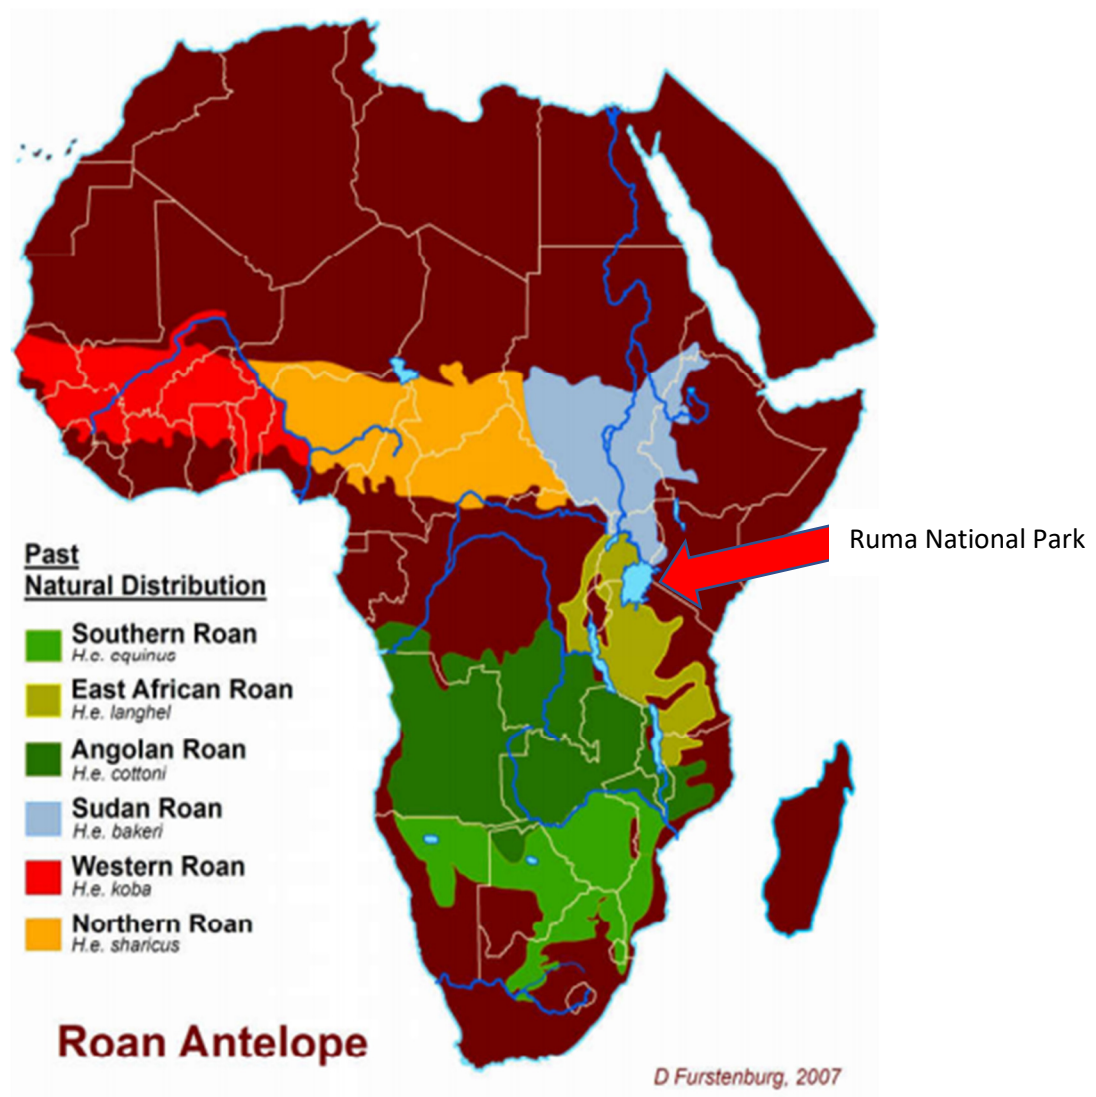 Ruma National Park
Past
Natural Distribution
Southern Roan
H.e. equinus
East African Roan
H.e. langhel
Angolan Roan
H.e. cottoni
Sudan Roan
H.e. bakeri
Western Roan
H.e. koba
Northern Roan
H.e. sharicus
Roan Antelope
D Furstenburg, 2007